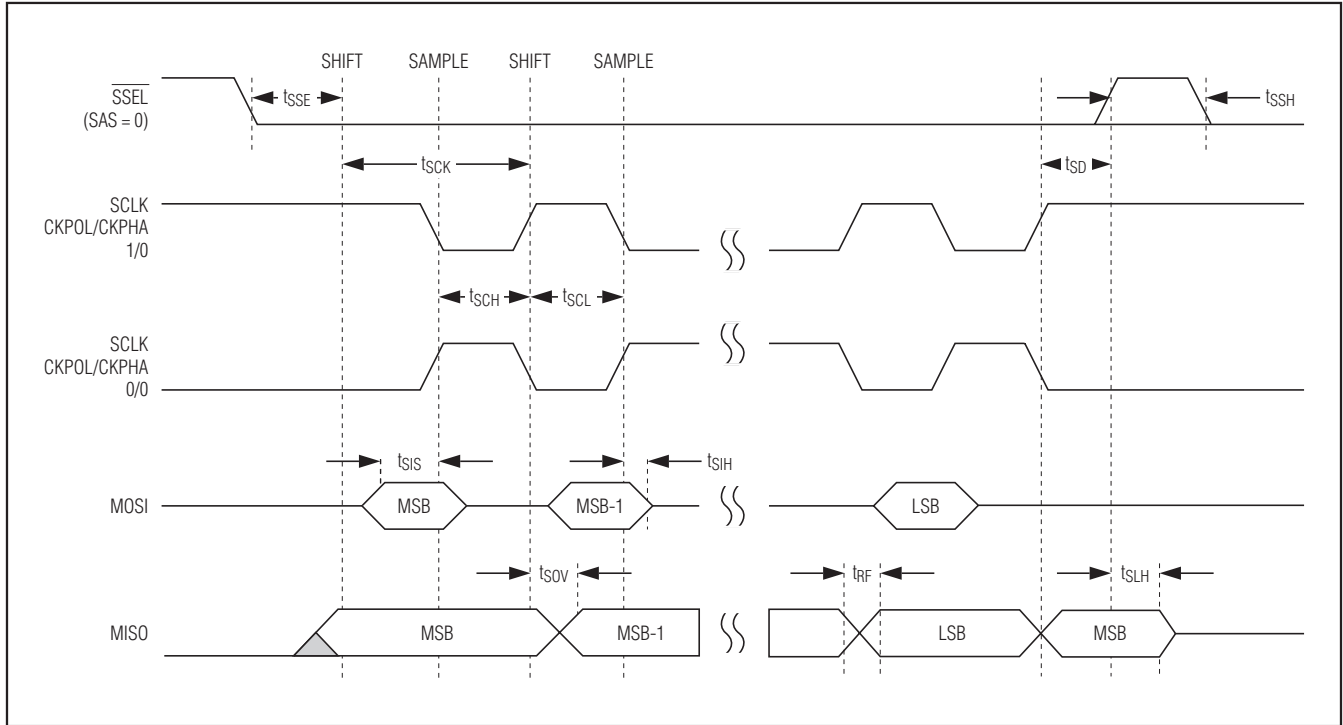 SHIFT SAMPLE SHIFT SAMPLE
SSEL
(SAS = 0)
tSSE
tSSH
tSCK
tSD
SCLK
CKPOL/CKPHA
1/0
tSCH tSCL
SCLK
CKPOL/CKPHA
0/0
tSIS tSIH
MOSI MSB MSB-1 LSB
tSOV tRF tSLH
MISO MSB MSB-1 LSB MSB